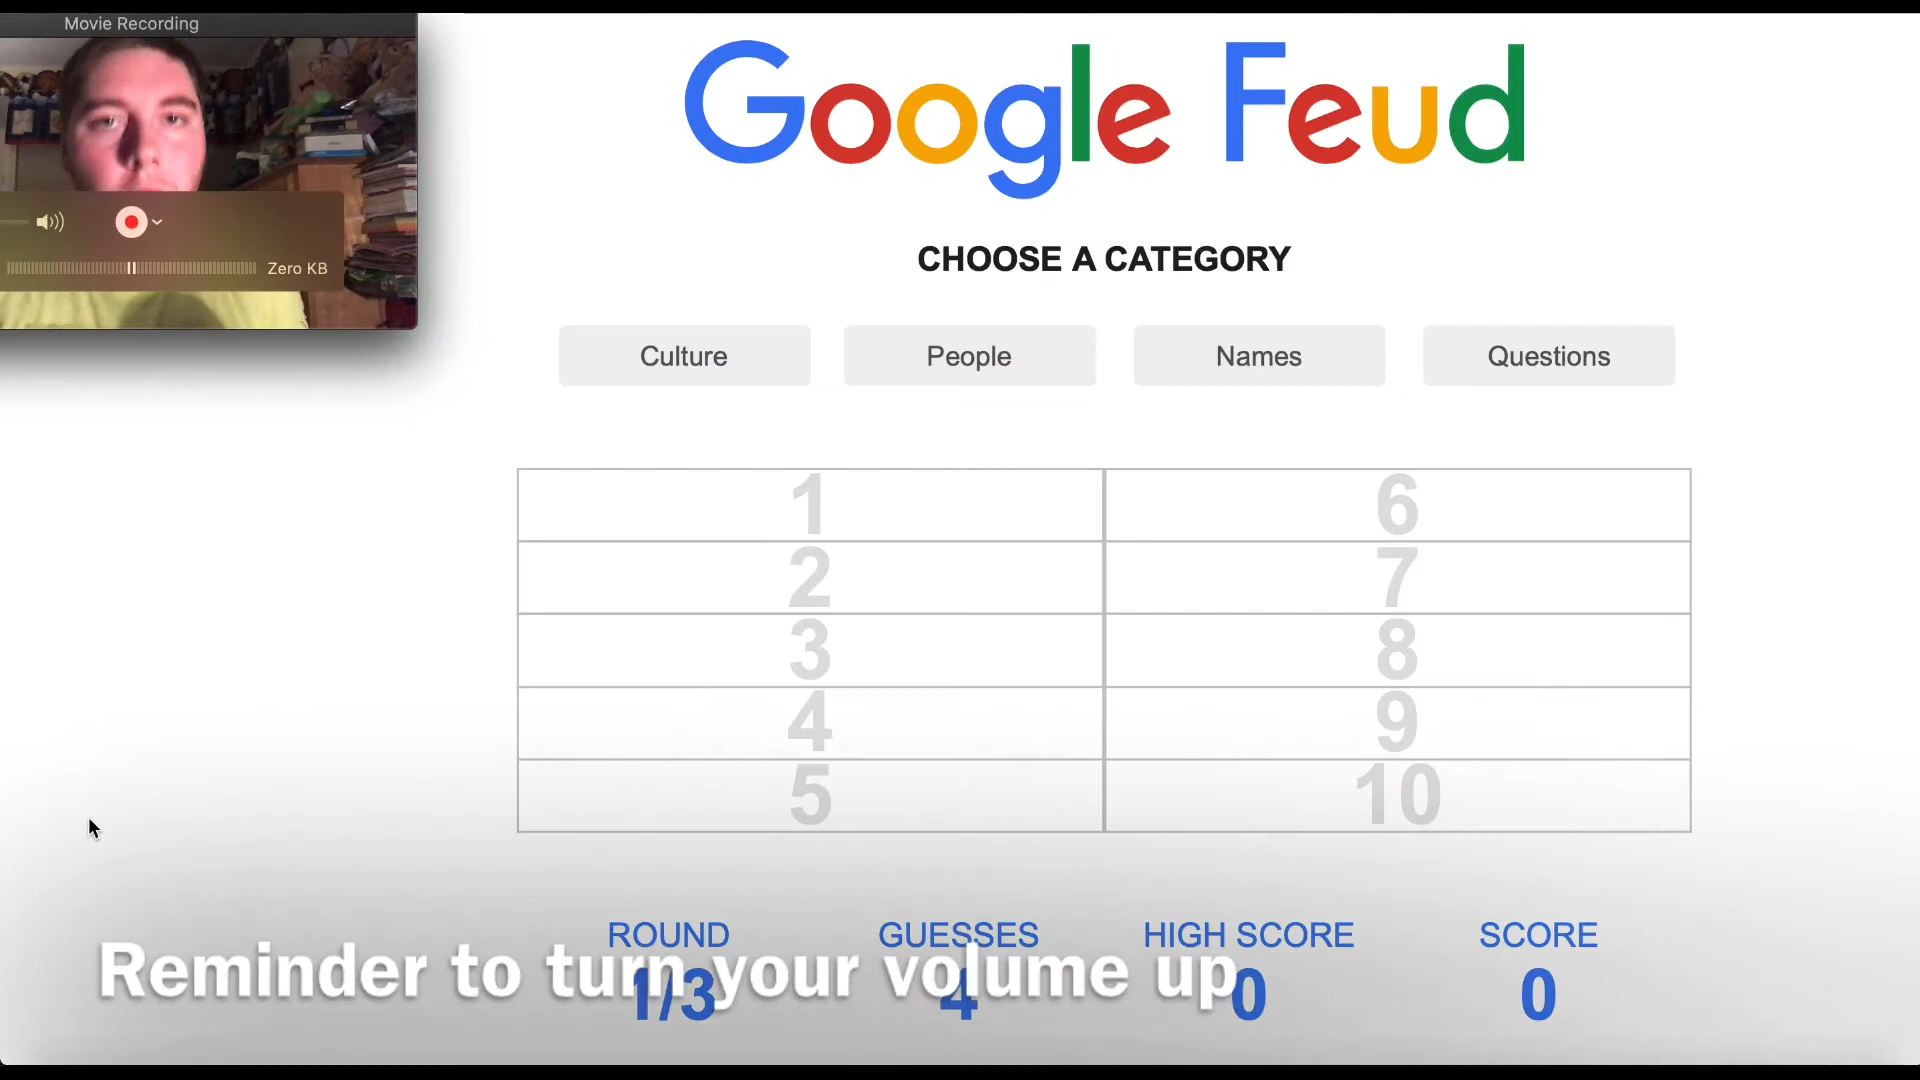 Movie Recording
Google Feud
CHOOSE A CATEGORY
Culture People Names Questions
Zero KB
1 6
2 7
3 8
4 9
5 10
ROUND GUESSES HIGH SCORE SCORE
1/3 4 0 0
Reminder to turn your volume up